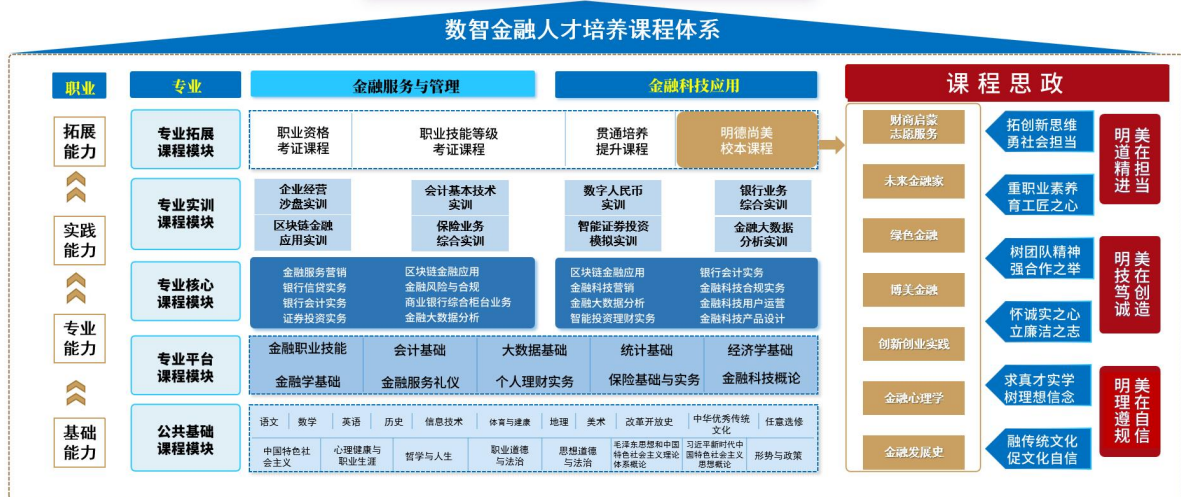 数智金融人才培养课程体系
职业
专业
金融服务与管理
金融科技应用
课程思政
拓展
能力
实践
能力
专业
能力
基础
能力
专业拓展
课程模块
职业资格
考证课程
职业技能等级
考证课程
贯通培养
提升课程
明德尚美
校本课程
专业实训
课程模块
企业经营
沙盘实训
会计基本技术
实训
数字人民币
实训
银行业务
综合实训
区块链金融
应用实训
保险业务
综合实训
智能证券投资
模拟实训
金融大数据
分析实训
专业核心
课程模块
金融服务营销
银行信贷实务
银行会计实务
证券投资实务
区块链金融应用
金融风险与合规
商业银行综合柜台业务
金融大数据分析
区块链金融应用
金融科技营销
金融大数据分析
智能投资理财实务
银行会计实务
金融科技合规实务
金融科技用户运营
金融科技产品设计
专业平台
课程模块
金融职业技能
会计基础
大数据基础
统计基础
经济学基础
金融学基础
金融服务礼仪
个人理财实务
保险基础与实务
金融科技概论
公共基础
课程模块
语文
数学
英语
历史
信息技术
体育与健康
地理
美术
改革开放史
中华优秀传统
文化
任意选修
中国特色社
会主义
心理健康与
职业生涯
哲学与人生
职业道德
与法治
思想道德
与法治
毛泽东思想和中国
特色社会主义理论
体系概论
习近平新时代中
国特色社会主义
思想概论
形势与政策
财商启蒙
志愿服务
未来金融家
绿色金融
博美金融
创新创业实践
金融心理学
金融发展史
拓创新思维
勇社会担当
重职业素养
育工匠之心
树团队精神
强合作之举
怀诚实之心
立廉洁之志
求真才实学
树理想信念
融传统文化
促文化自信
美在担当
明道精进
美在创造
明技笃诚
美在自信
明理遵规